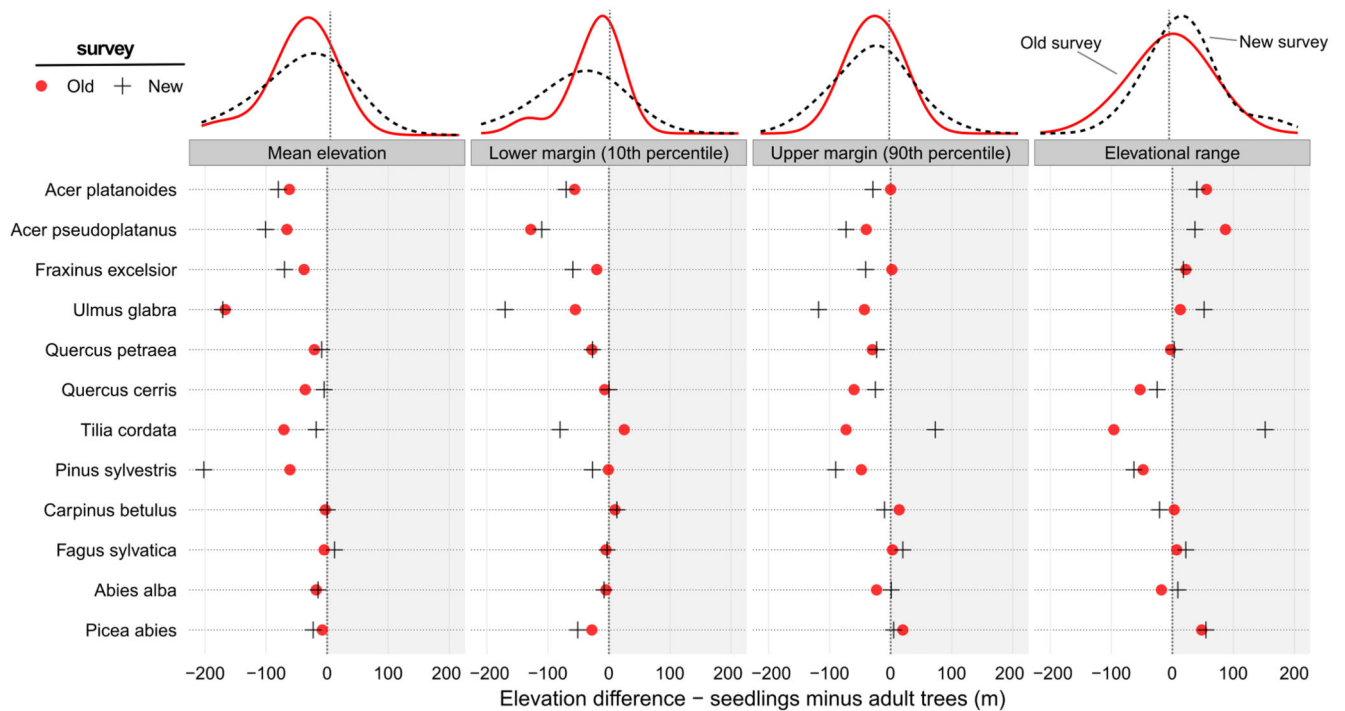 survey
Old New
Old survey
New survey
Mean elevation
Lower margin (10th percentile)
Upper margin (90th percentile)
Elevational range
Acer platanoides
Acer pseudoplatanus
Fraxinus excelsior
Ulmus glabra
Quercus petraea
Quercus cerris
Tilia cordata
Pinus sylvestris
Carpinus betulus
Fagus sylvatica
Abies alba
Picea abies
−200 −100 0 100 200
−200 −100 0 100 200
−200 −100 0 100 200
−200 −100 0 100 200
Elevation difference − seedlings minus adult trees (m)